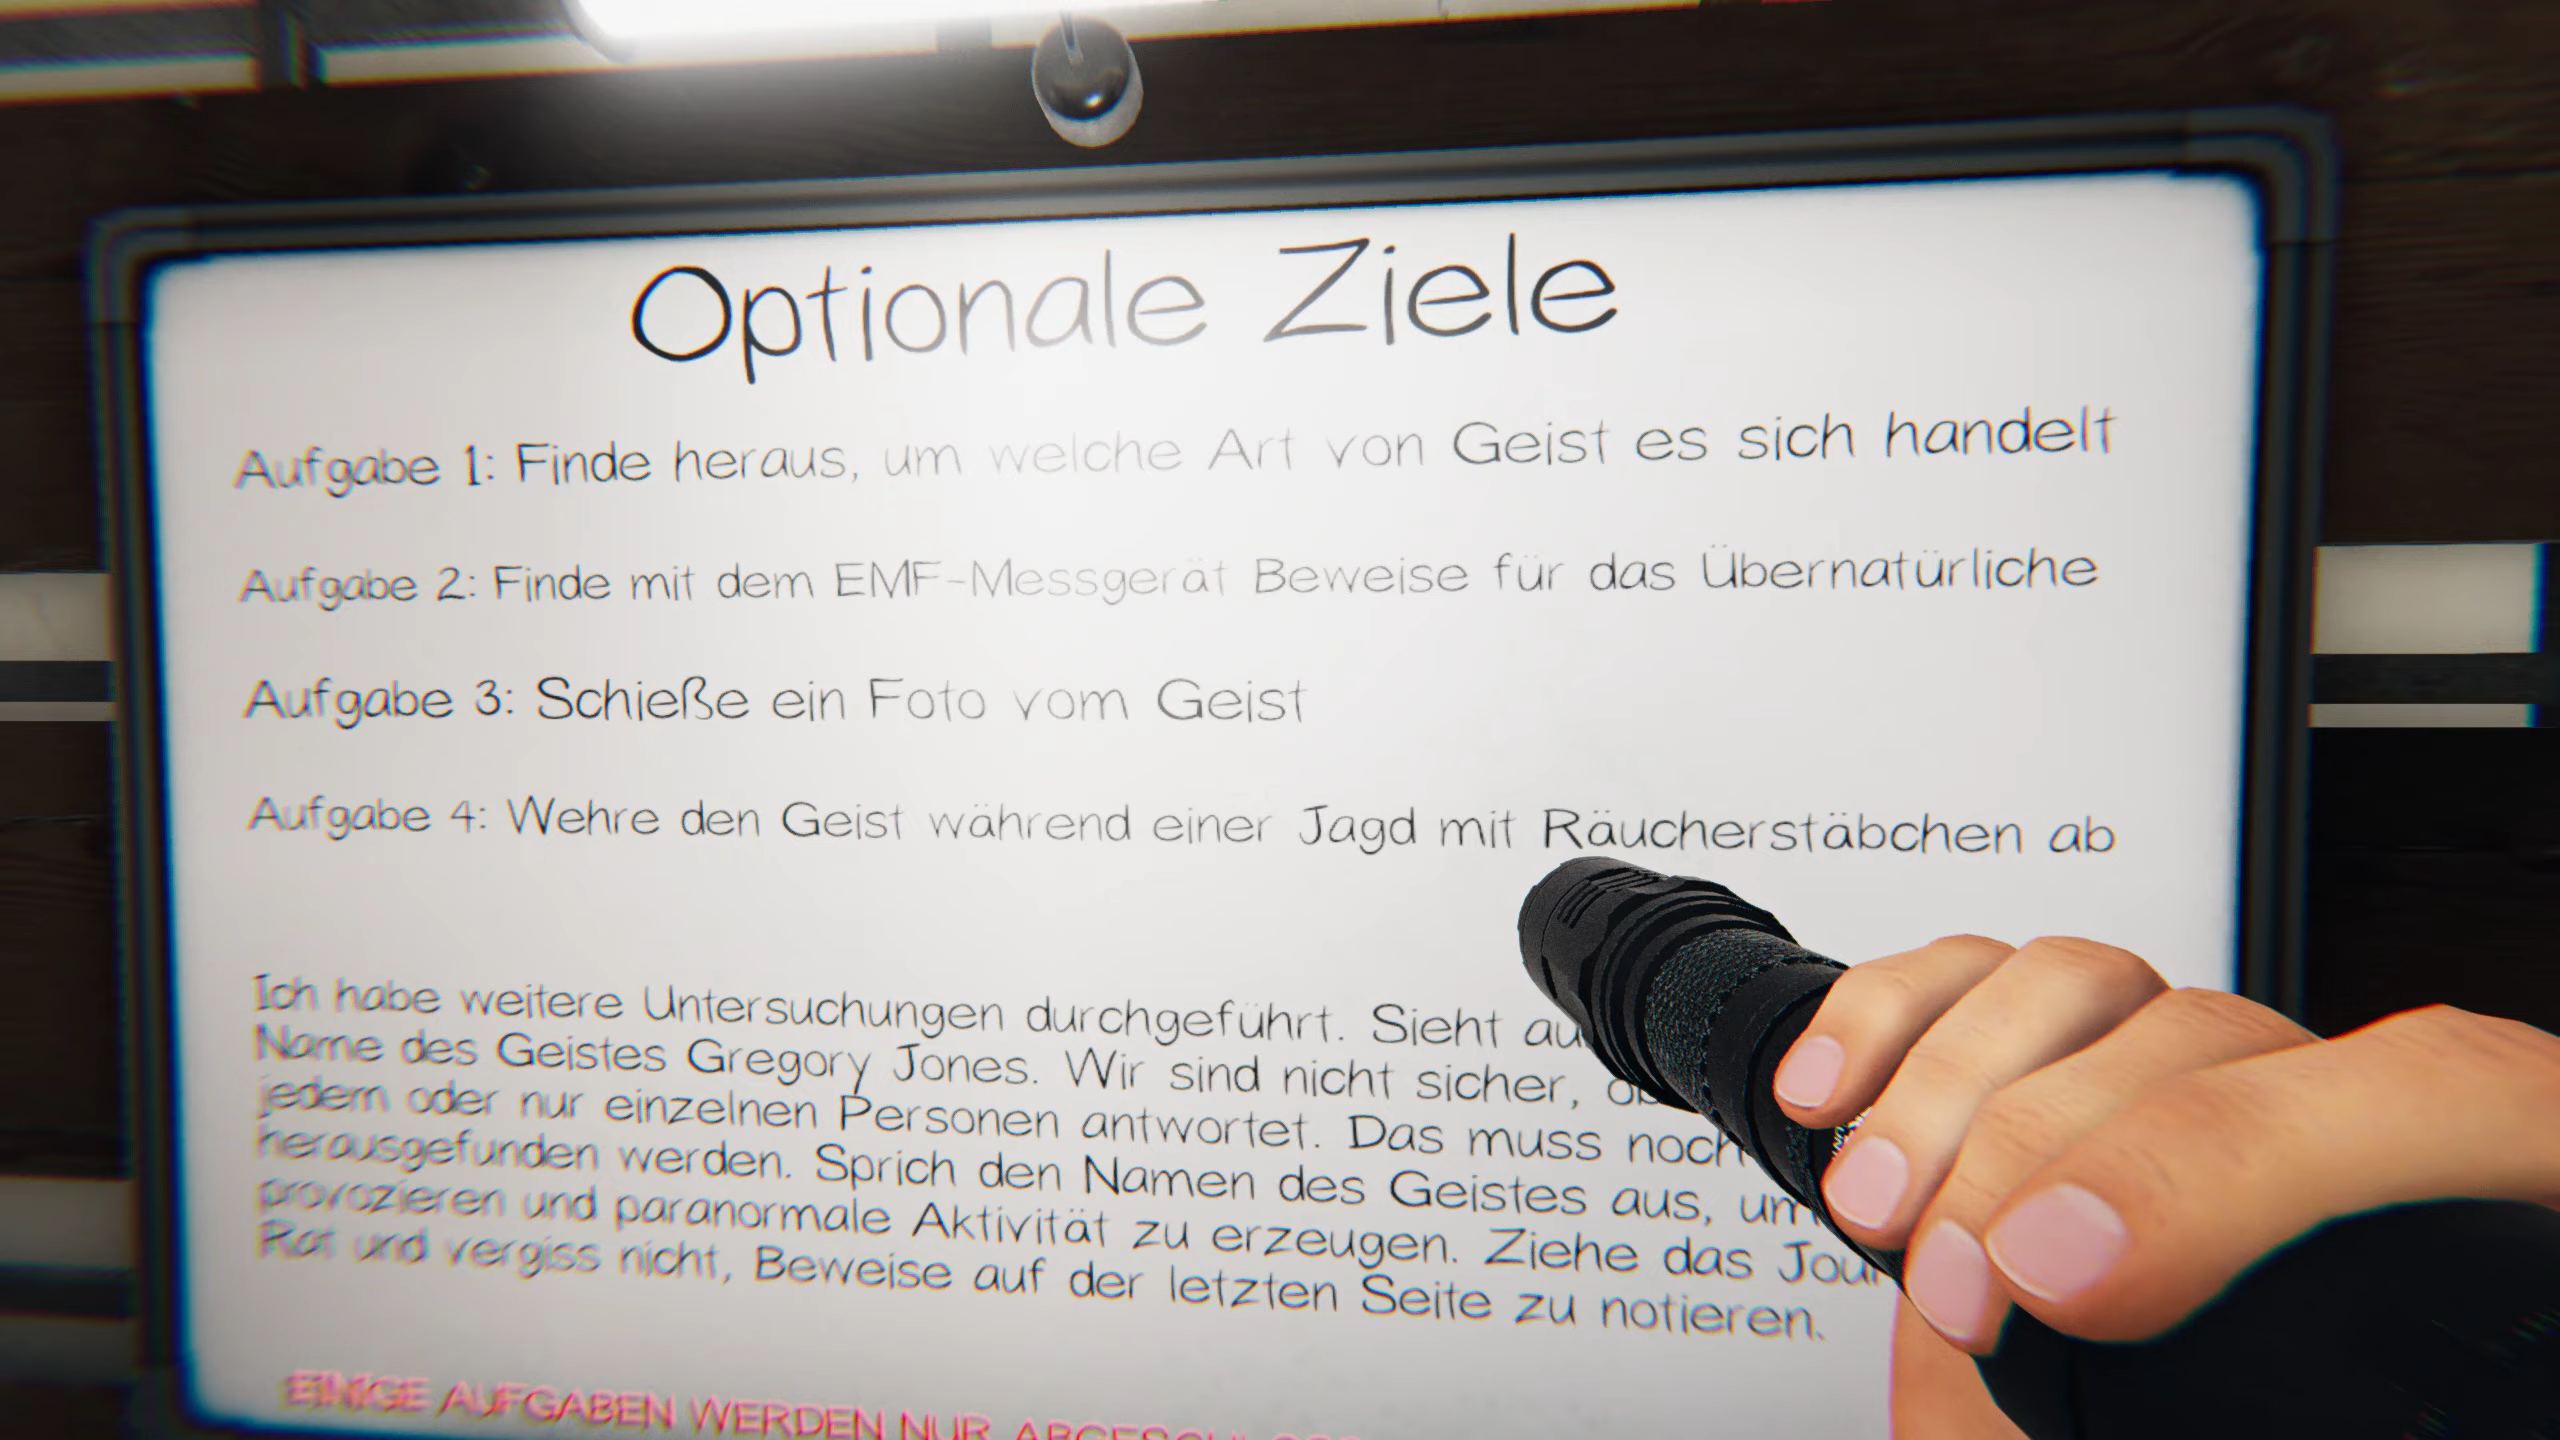 Optionale Ziele
Aufgabe 1: Finde heraus, um welche Art von Geist es sich handelt
Aufgabe 2: Finde mit dem EMF-Messgerät Beweise für das Übernatürliche
Aufgabe 3: Schieße ein Foto vom Geist
Aufgabe 4: Wehre den Geist während einer Jagd mit Räucherstäbchen ab
Ich habe weitere Untersuchungen durchgeführt. Sieht
Name des Geistes Gregory Jones. Wir sind nicht sicher,
jedem oder nur einzelnen Personen antwortet. Das muss noch
herausgefunden werden. Sprich den Namen des Geistes aus, um
provozieren und paranormale Aktivität zu erzeugen. Ziehe das
Rat und vergiss nicht, Beweise auf der letzten Seite zu notieren.
EINIGE AUFGABEN WERDEN NUR